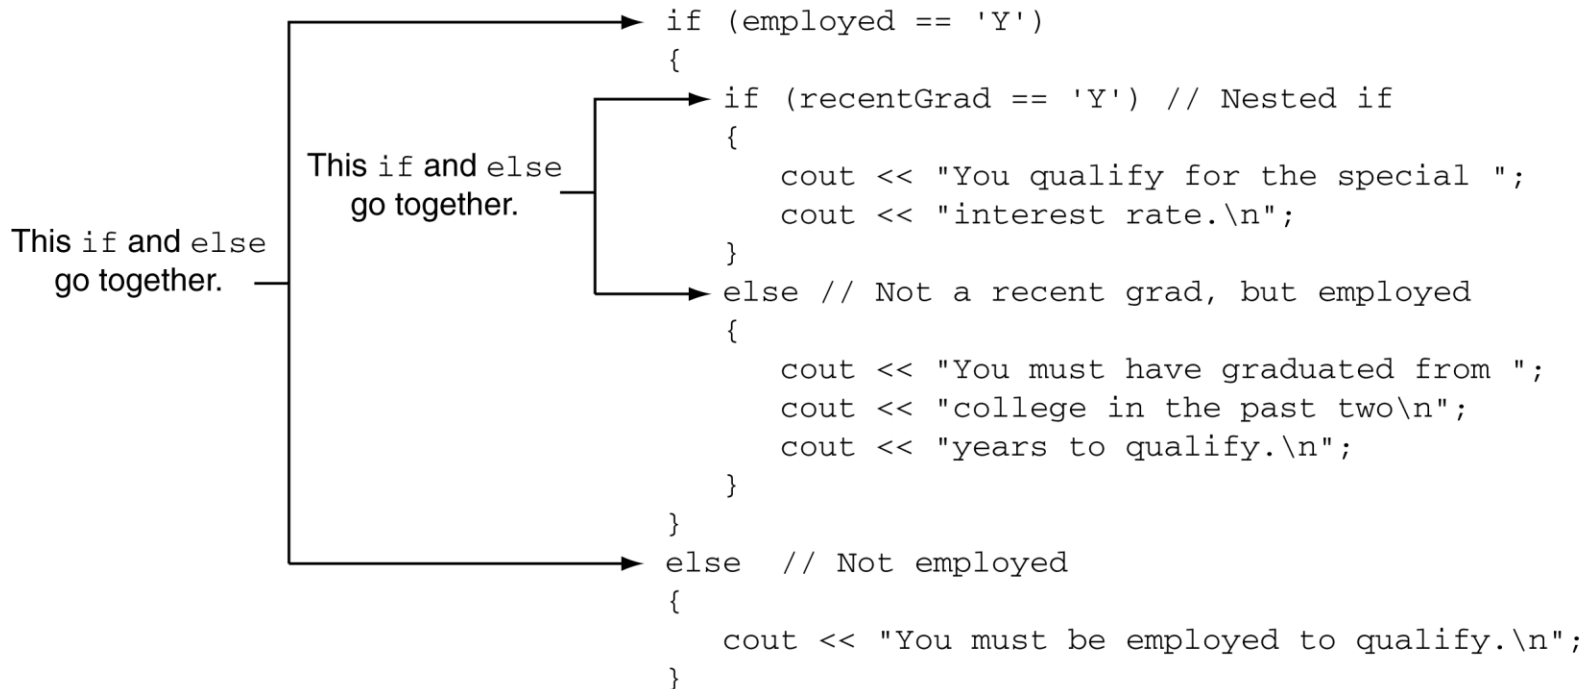 if (employed == 'Y')
{
if (recentGrad == 'Y') // Nested if
{
This if and else
go together.
cout << "You qualify for the special ";
cout << "interest rate.\n";
}
This if and else
go together.
else // Not a recent grad, but employed
{
cout << "You must have graduated from ";
cout << "college in the past two\n";
cout << "years to qualify.\n";
}
}
else  // Not employed
{
cout << "You must be employed to qualify.\n";
}